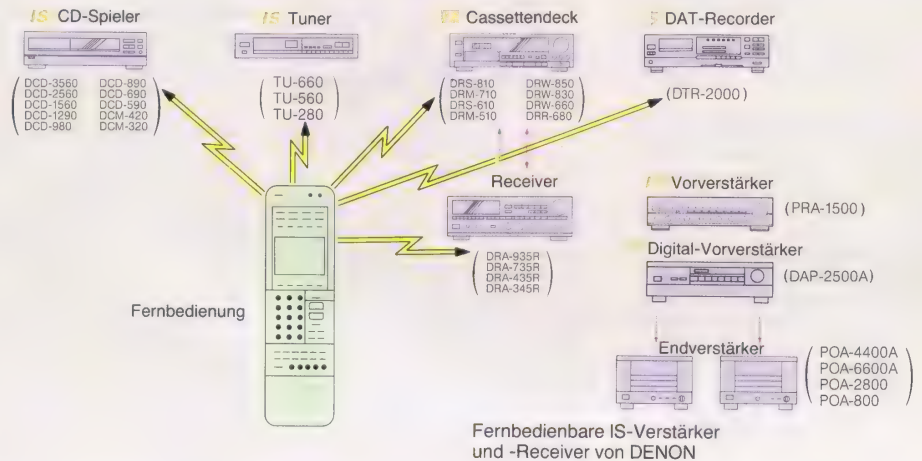 IS CD-Spieler
DCD-3560 DCD-890
DCD-2560 DCD-690
DCD-1560 DCD-590
DCD-1290 DCM-420
DCD-980 DCM-320
IS Tuner
TU-660
TU-560
TU-280
Cassettendeck
DRS-810 DRW-850
DRM-710 DRW-830
DRS-610 DRW-660
DRM-510 DRR-680
DAT-Recorder
(DTR-2000)
Receiver
DRA-935R
DRA-735R
DRA-435R
DRA-345R
Vorverstärker
(PRA-1500)
Digital-Vorverstärker
(DAP-2500A)
Fernbedienung
Endverstärker
POA-4400A
POA-6600A
POA-2800
POA-800
Fernbedienbare IS-Verstärker
und -Receiver von DENON